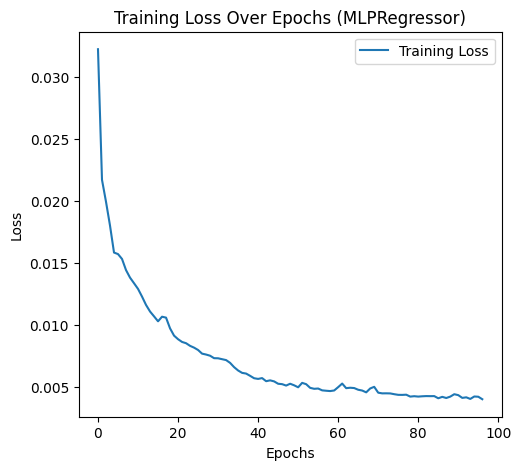 Training Loss Over Epochs (MLPRegressor)
Training Loss
0.030
0.025
0.020
0.015
0.010
0.005
Loss
0 20 40 60 80 100
Epochs